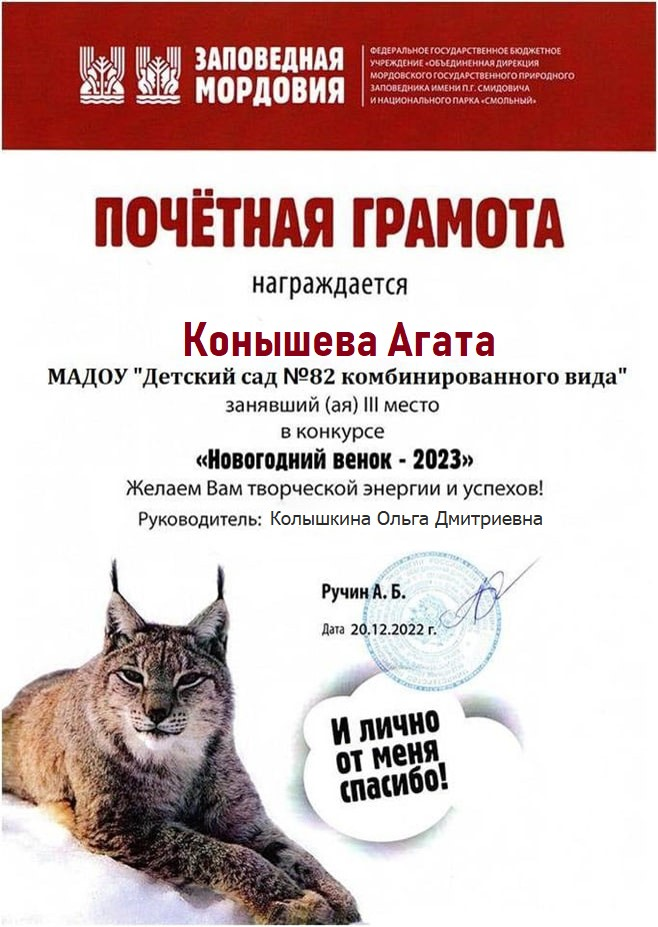 ЗАПОВЕДНАЯ
МОРДОВИЯ
ФЕДЕРАЛЬНОЕ ГОСУДАРСТВЕННОЕ БЮДЖЕТНОЕ
УЧРЕЖДЕНИЕ «ОБЪЕДИНЕННАЯ ДИРЕКЦИЯ
МОРДОВСКОГО ГОСУДАРСТВЕННОГО ПРИРОДНОГО
ЗАПОВЕДНИКА ИМЕНИ П.Г. СМИДОВИЧА
И НАЦИОНАЛЬНОГО ПАРКА «СМОЛЬНЫЙ»
ПОЧЁТНАЯ ГРАМОТА
награждается
Конышева Агата
МАДОУ "Детский сад №82 комбинированного вида"
занявший (ая) III место
в конкурсе
«Новогодний венок - 2023»
Желаем Вам творческой энергии и успехов!
Руководитель: Колышкина Ольга Дмитриевна
Ручин А. Б.
Дата 20.12.2022 г.
И лично
от меня
спасибо!